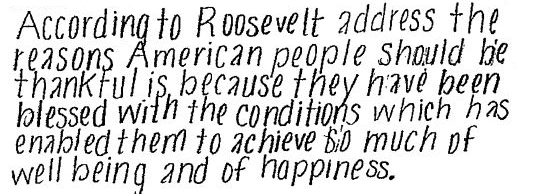 According to Roosevelt address the
reasons American people should be
thankful is because they have been
blessed with the conditions which has
enabled them to achieve so much of
well being and of happiness.